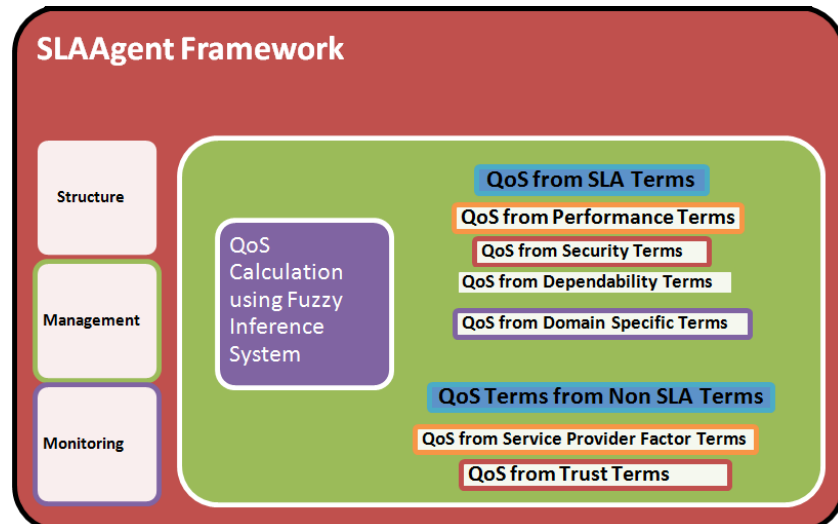 SLAAgent Framework
Structure
Management
Monitoring
QoS
Calculation
using Fuzzy
Inference
System
QoS from SLA Terms
QoS from Performance Terms
QoS from Security Terms
QoS from Dependability Terms
QoS from Domain Specific Terms
QoS Terms from Non SLA Terms
QoS from Service Provider Factor Terms
QoS from Trust Terms